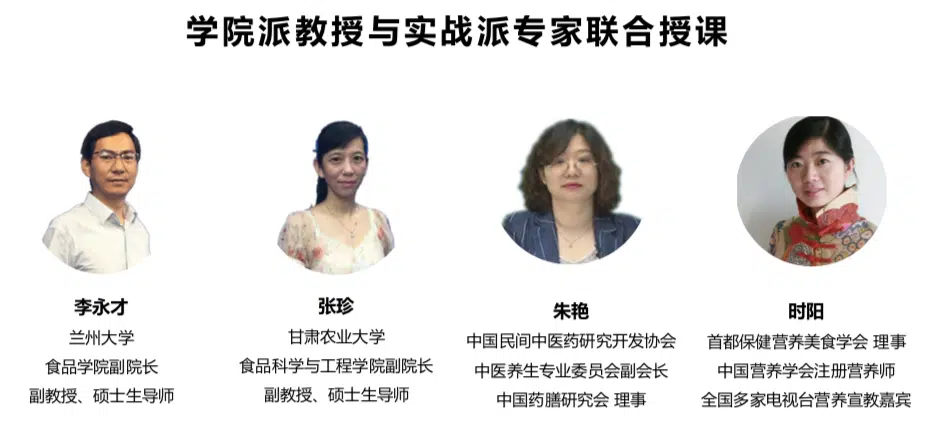 学院派教授与实战派专家联合授课
李永才
兰州大学
食品学院副院长
副教授、硕士生导师
张珍
甘肃农业大学
食品科学与工程学院副院长
副教授、硕士生导师
朱艳
中国民间中医药研究开发协会
中医养生专业委员会副会长
中国药膳研究会 理事
时阳
首都保健营养美食学会 理事
中国营养学会注册营养师
全国多家电视台营养宣教嘉宾